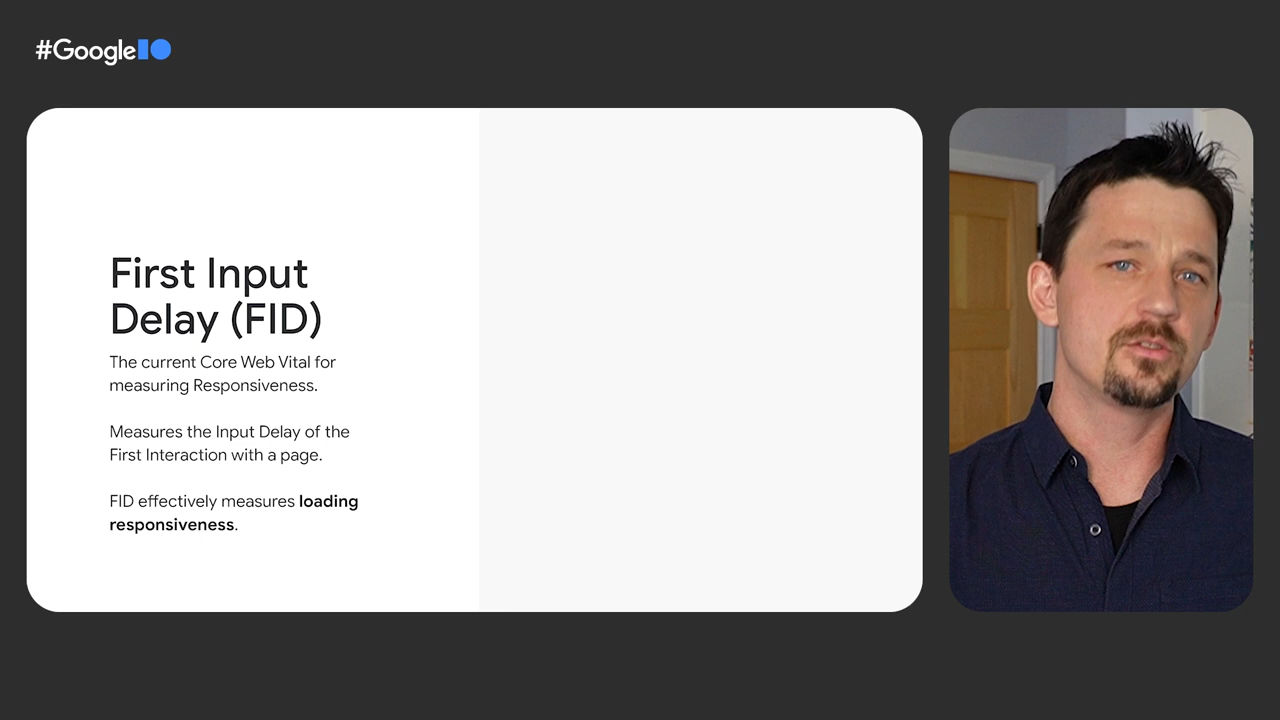 #GoogleIO
First Input
Delay (FID)
The current Core Web Vital for
measuring Responsiveness.
Measures the Input Delay of the
First Interaction with a page.
FID effectively measures loading
responsiveness.